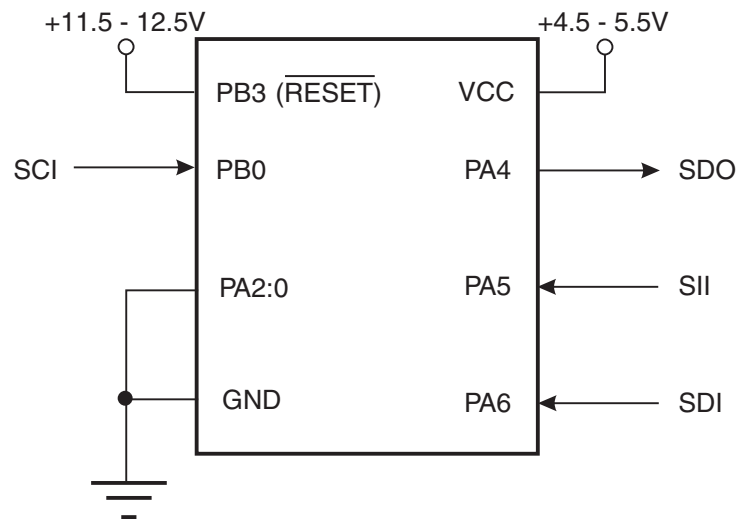 +11.5 - 12.5V
+4.5 - 5.5V
PB3 (RESET)
VCC
SCI
PB0
PA4
SDO
PA2:0
PA5
SII
GND
PA6
SDI